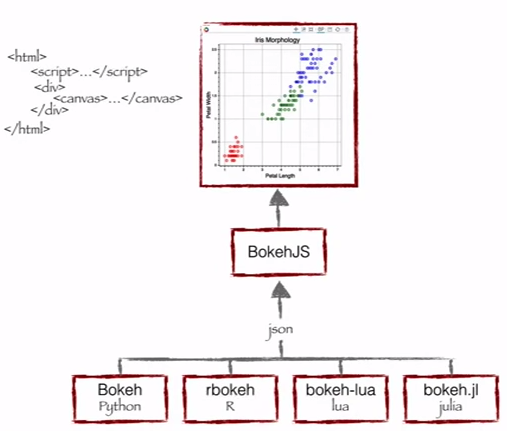 <html>
<script>...</script>
<div>
<canvas>...</canvas>
</div>
</html>
Iris Morphology
Petal Width
Petal Length
BokehJS
json
Bokeh
Python
rbokeh
R
bokeh-lua
lua
bokeh.jl
julia